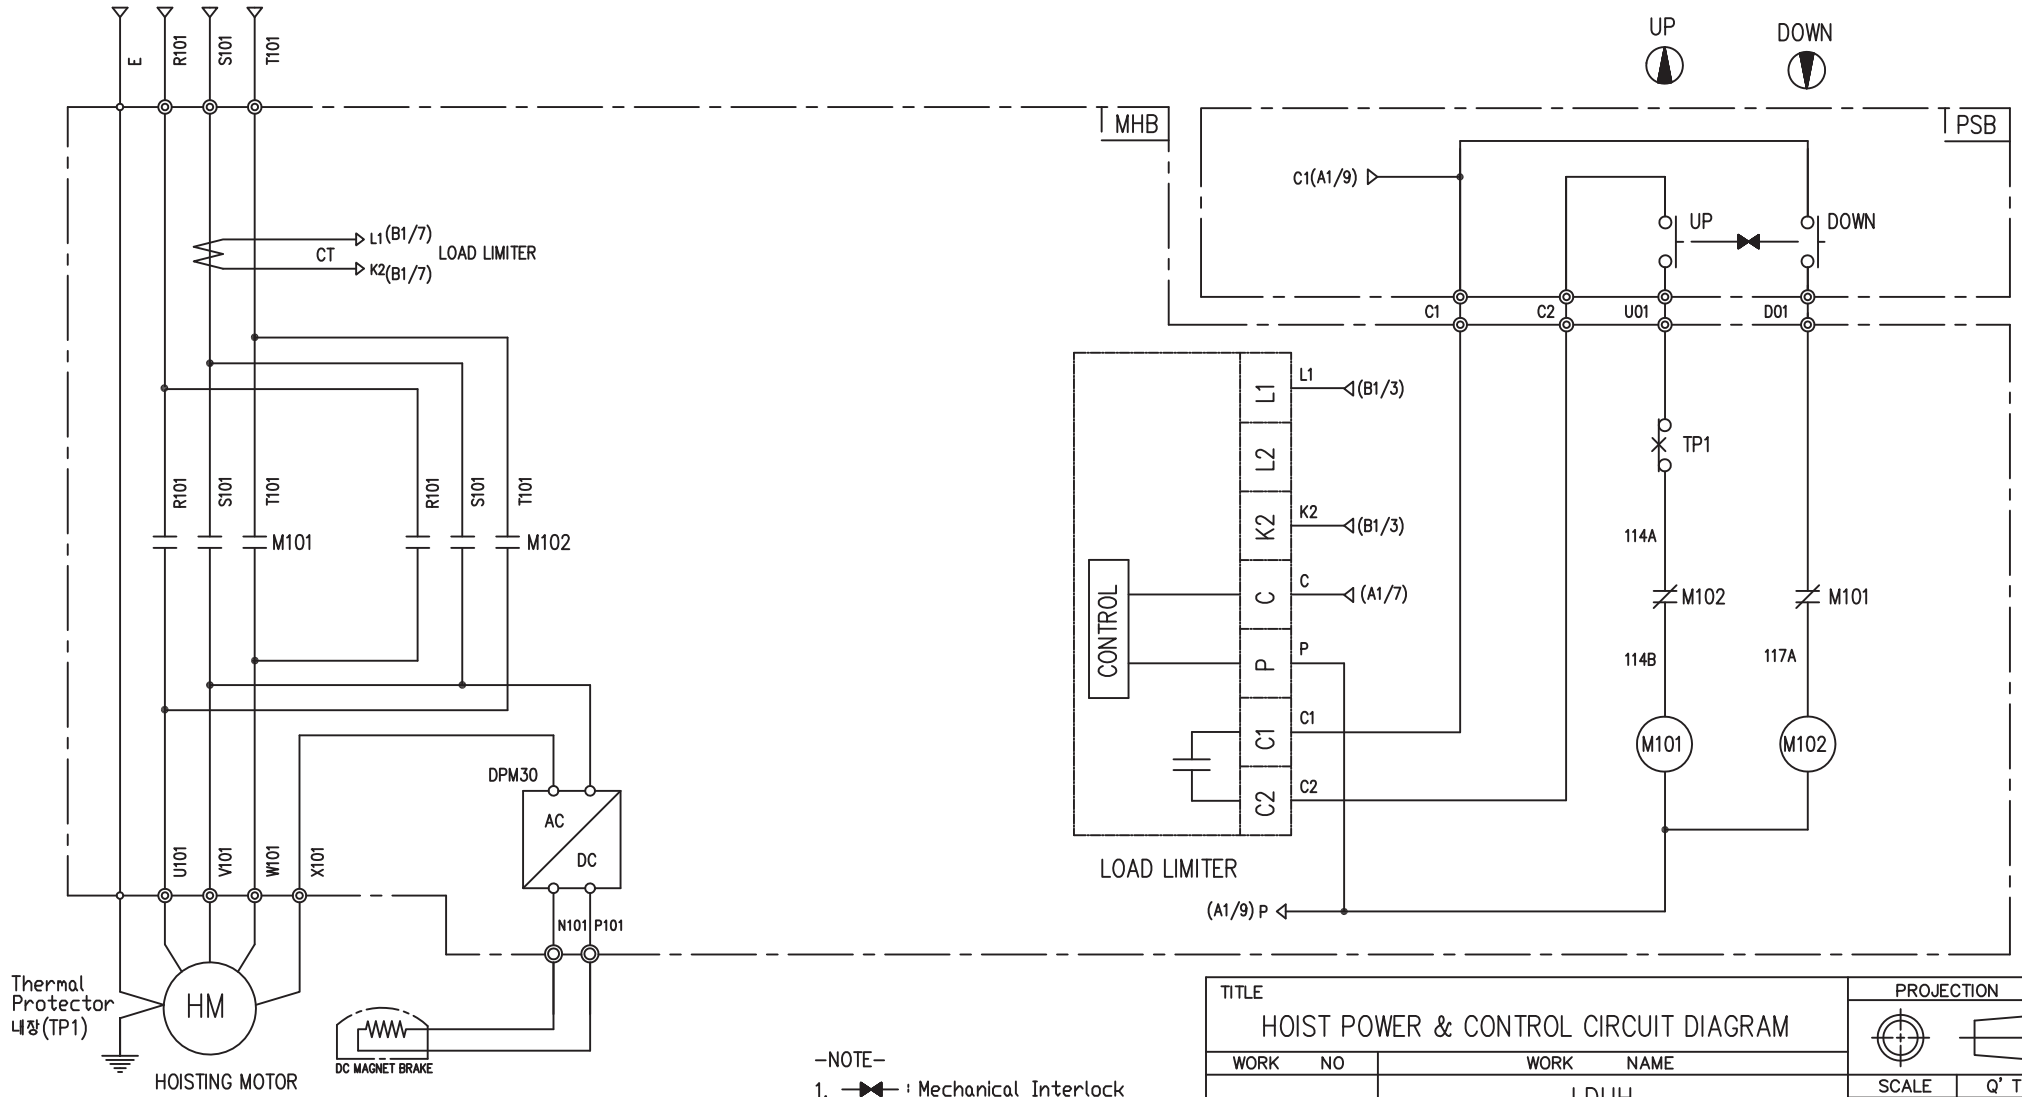 UP
DOWN
E
R101
S101
T101
MHB
PSB
C1(A1/9)
UP
DOWN
CT
L1(B1/7)
K2(B1/7)
LOAD LIMITER
C1
C2
U01
D01
L1
L1
(B1/3)
L2
K2
K2
(B1/3)
C
C
(A1/7)
P
P
C1
C1
C2
C2
CONTROL
LOAD LIMITER
(A1/9) P
TP1
114A
M102
M101
114B
117A
M101
M102
R101
S101
T101
M101
R101
S101
T101
M102
DPM30
AC
DC
U101
V101
W101
X101
N101
P101
Thermal
Protector
내장(TP1)
HM
HOISTING MOTOR
DC MAGNET BRAKE
-NOTE-
1. : Mechanical Interlock
TITLE
HOIST POWER & CONTROL CIRCUIT DIAGRAM
WORK NO
WORK NAME
PROJECTION
SCALE
Q' T